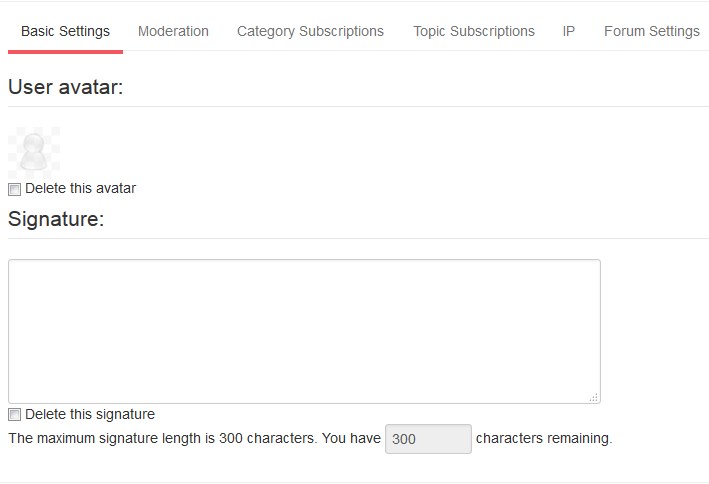 Basic Settings Moderation Category Subscriptions Topic Subscriptions IP Forum Settings
User avatar:
Delete this avatar
Signature:
Delete this signature
The maximum signature length is 300 characters. You have 300 characters remaining.